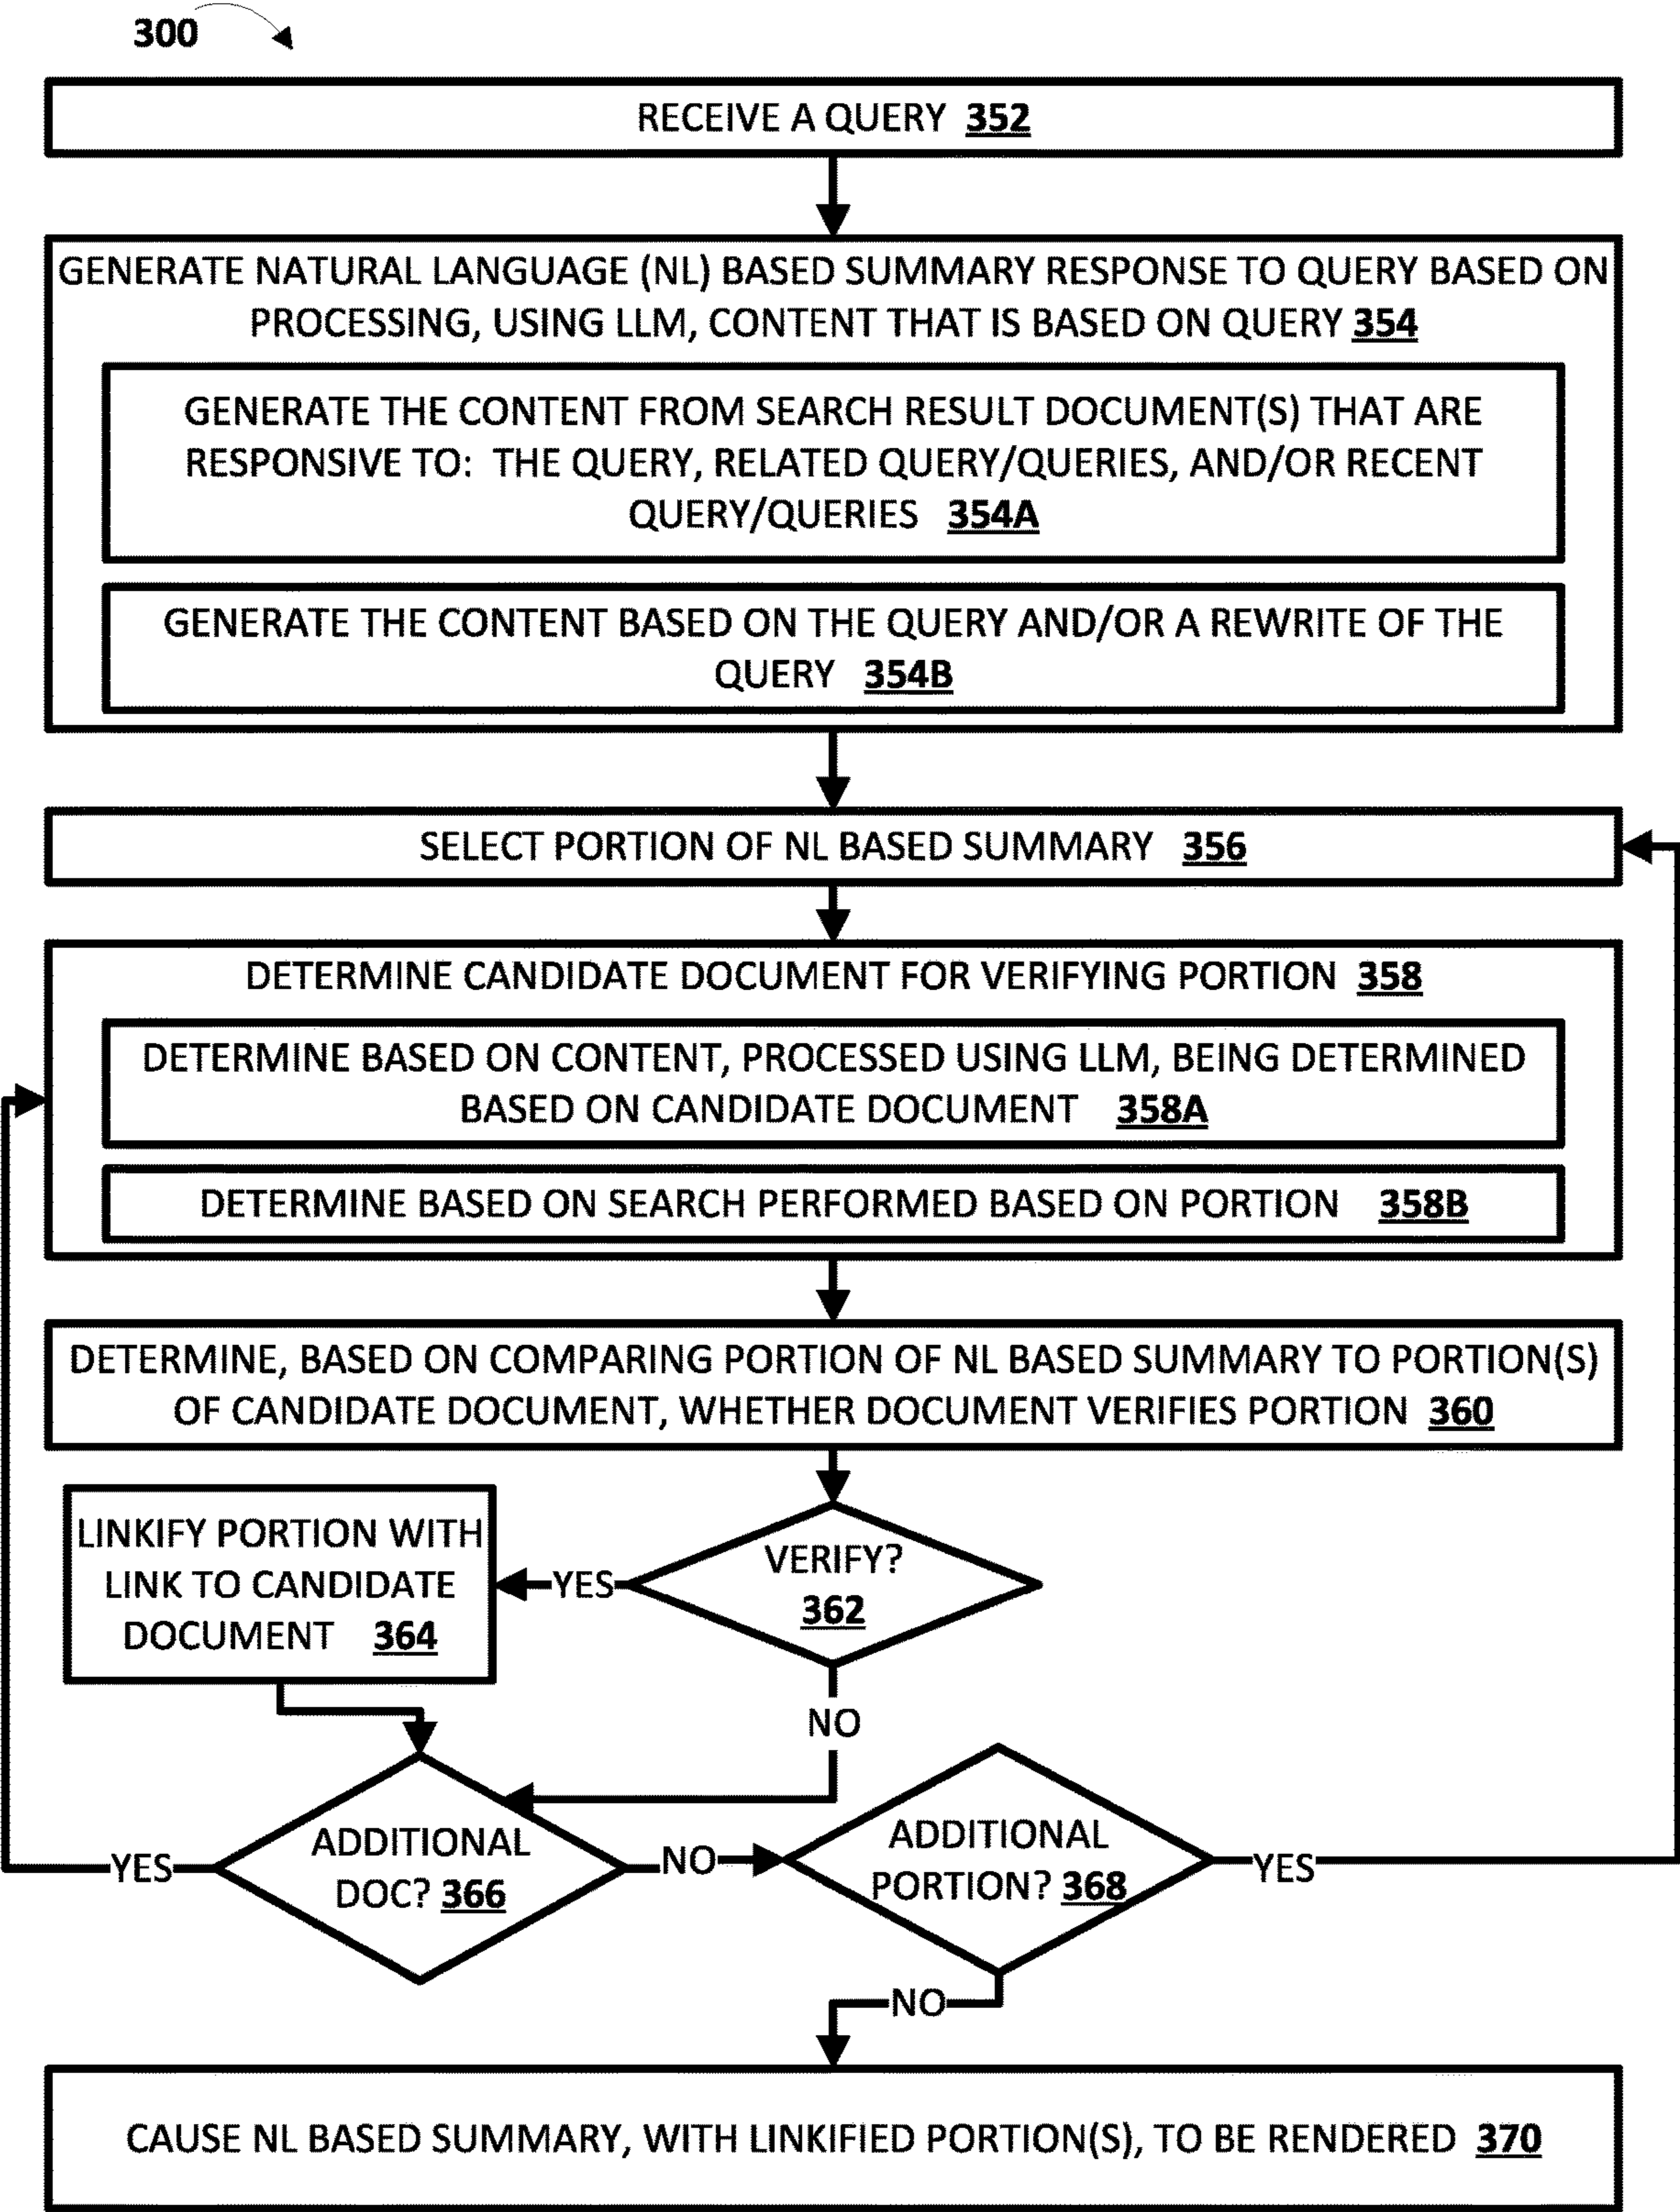 300
RECEIVE A QUERY 352
GENERATE NATURAL LANGUAGE (NL) BASED SUMMARY RESPONSE TO QUERY BASED ON
PROCESSING, USING LLM, CONTENT THAT IS BASED ON QUERY 354
GENERATE THE CONTENT FROM SEARCH RESULT DOCUMENT(S) THAT ARE
RESPONSIVE TO: THE QUERY, RELATED QUERY/QUERIES, AND/OR RECENT
QUERY/QUERIES 354A
GENERATE THE CONTENT BASED ON THE QUERY AND/OR A REWRITE OF THE
QUERY 354B
SELECT PORTION OF NL BASED SUMMARY 356
DETERMINE CANDIDATE DOCUMENT FOR VERIFYING PORTION 358
DETERMINE BASED ON CONTENT, PROCESSED USING LLM, BEING DETERMINED
BASED ON CANDIDATE DOCUMENT 358A
DETERMINE BASED ON SEARCH PERFORMED BASED ON PORTION 358B
DETERMINE, BASED ON COMPARING PORTION OF NL BASED SUMMARY TO PORTION(S)
OF CANDIDATE DOCUMENT, WHETHER DOCUMENT VERIFIES PORTION 360
VERIFY?
362
YES
LINKIFY PORTION WITH
LINK TO CANDIDATE
DOCUMENT 364
NO
ADDITIONAL
DOC? 366
YES
NO
ADDITIONAL
PORTION? 368
YES
NO
CAUSE NL BASED SUMMARY, WITH LINKIFIED PORTION(S), TO BE RENDERED 370